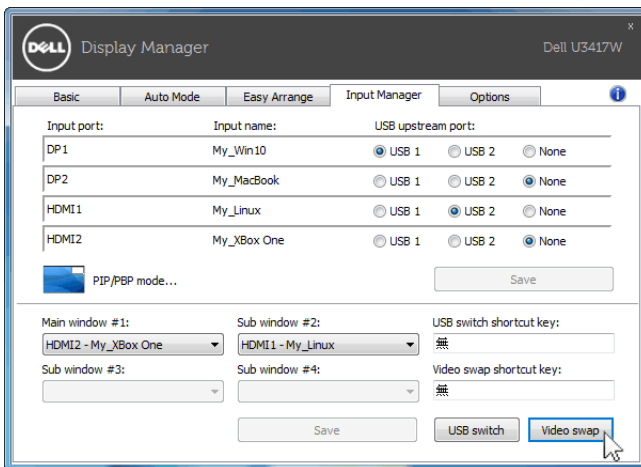 DELL Display Manager Dell U3417W
x
Basic Auto Mode Easy Arrange Input Manager Options i
Input port: Input name: USB upstream port:
DP1 My_Win10 USB 1 USB 2 None
DP2 My_MacBook USB 1 USB 2 None
HDMI1 My_Linux USB 1 USB 2 None
HDMI2 My_XBox One USB 1 USB 2 None
PIP/PBP mode... Save
Main window #1: Sub window #2: USB switch shortcut key:
HDMI2 - My_XBox One HDMI1 - My_Linux 無
Sub window #3: Sub window #4: Video swap shortcut key:
無
Save USB switch Video swap